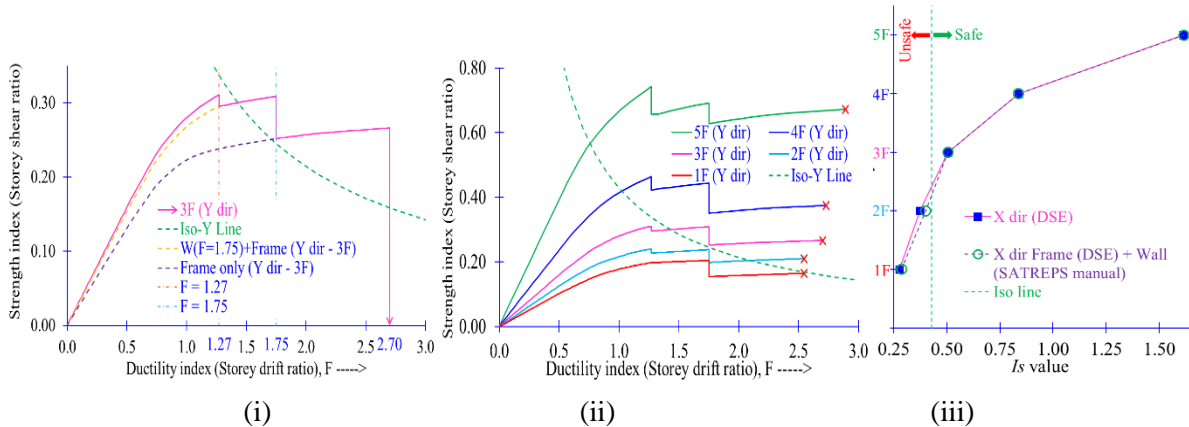 Strength index (Storey shear ratio)
0.30
0.20
0.10
0.00
3F (Y dir)
Iso-Y Line
W(F=1.75)+Frame (Y dir - 3F)
Frame only (Y dir - 3F)
F = 1.27
F = 1.75
0.0 0.5 1.0 1.27 1.75 2.0 2.5 2.70 3.0
Ductility index (Storey drift ratio), F ----->
(i)
Strength index (Storey shear ratio)
0.80
0.60
0.40
0.20
0.00
5F (Y dir) 4F (Y dir)
3F (Y dir) 2F (Y dir)
1F (Y dir) Iso-Y Line
0.0 0.5 1.0 1.5 2.0 2.5 3.0
Ductility index (Storey drift ratio), F ----->
(ii)
Unsafe
Safe
5F
4F
3F
2F
1F
X dir (DSE)
X dir Frame (DSE) + Wall
(SATREPS manual)
Iso line
0.25 0.50 0.75 1.00 1.25 1.50
Is value
(iii)